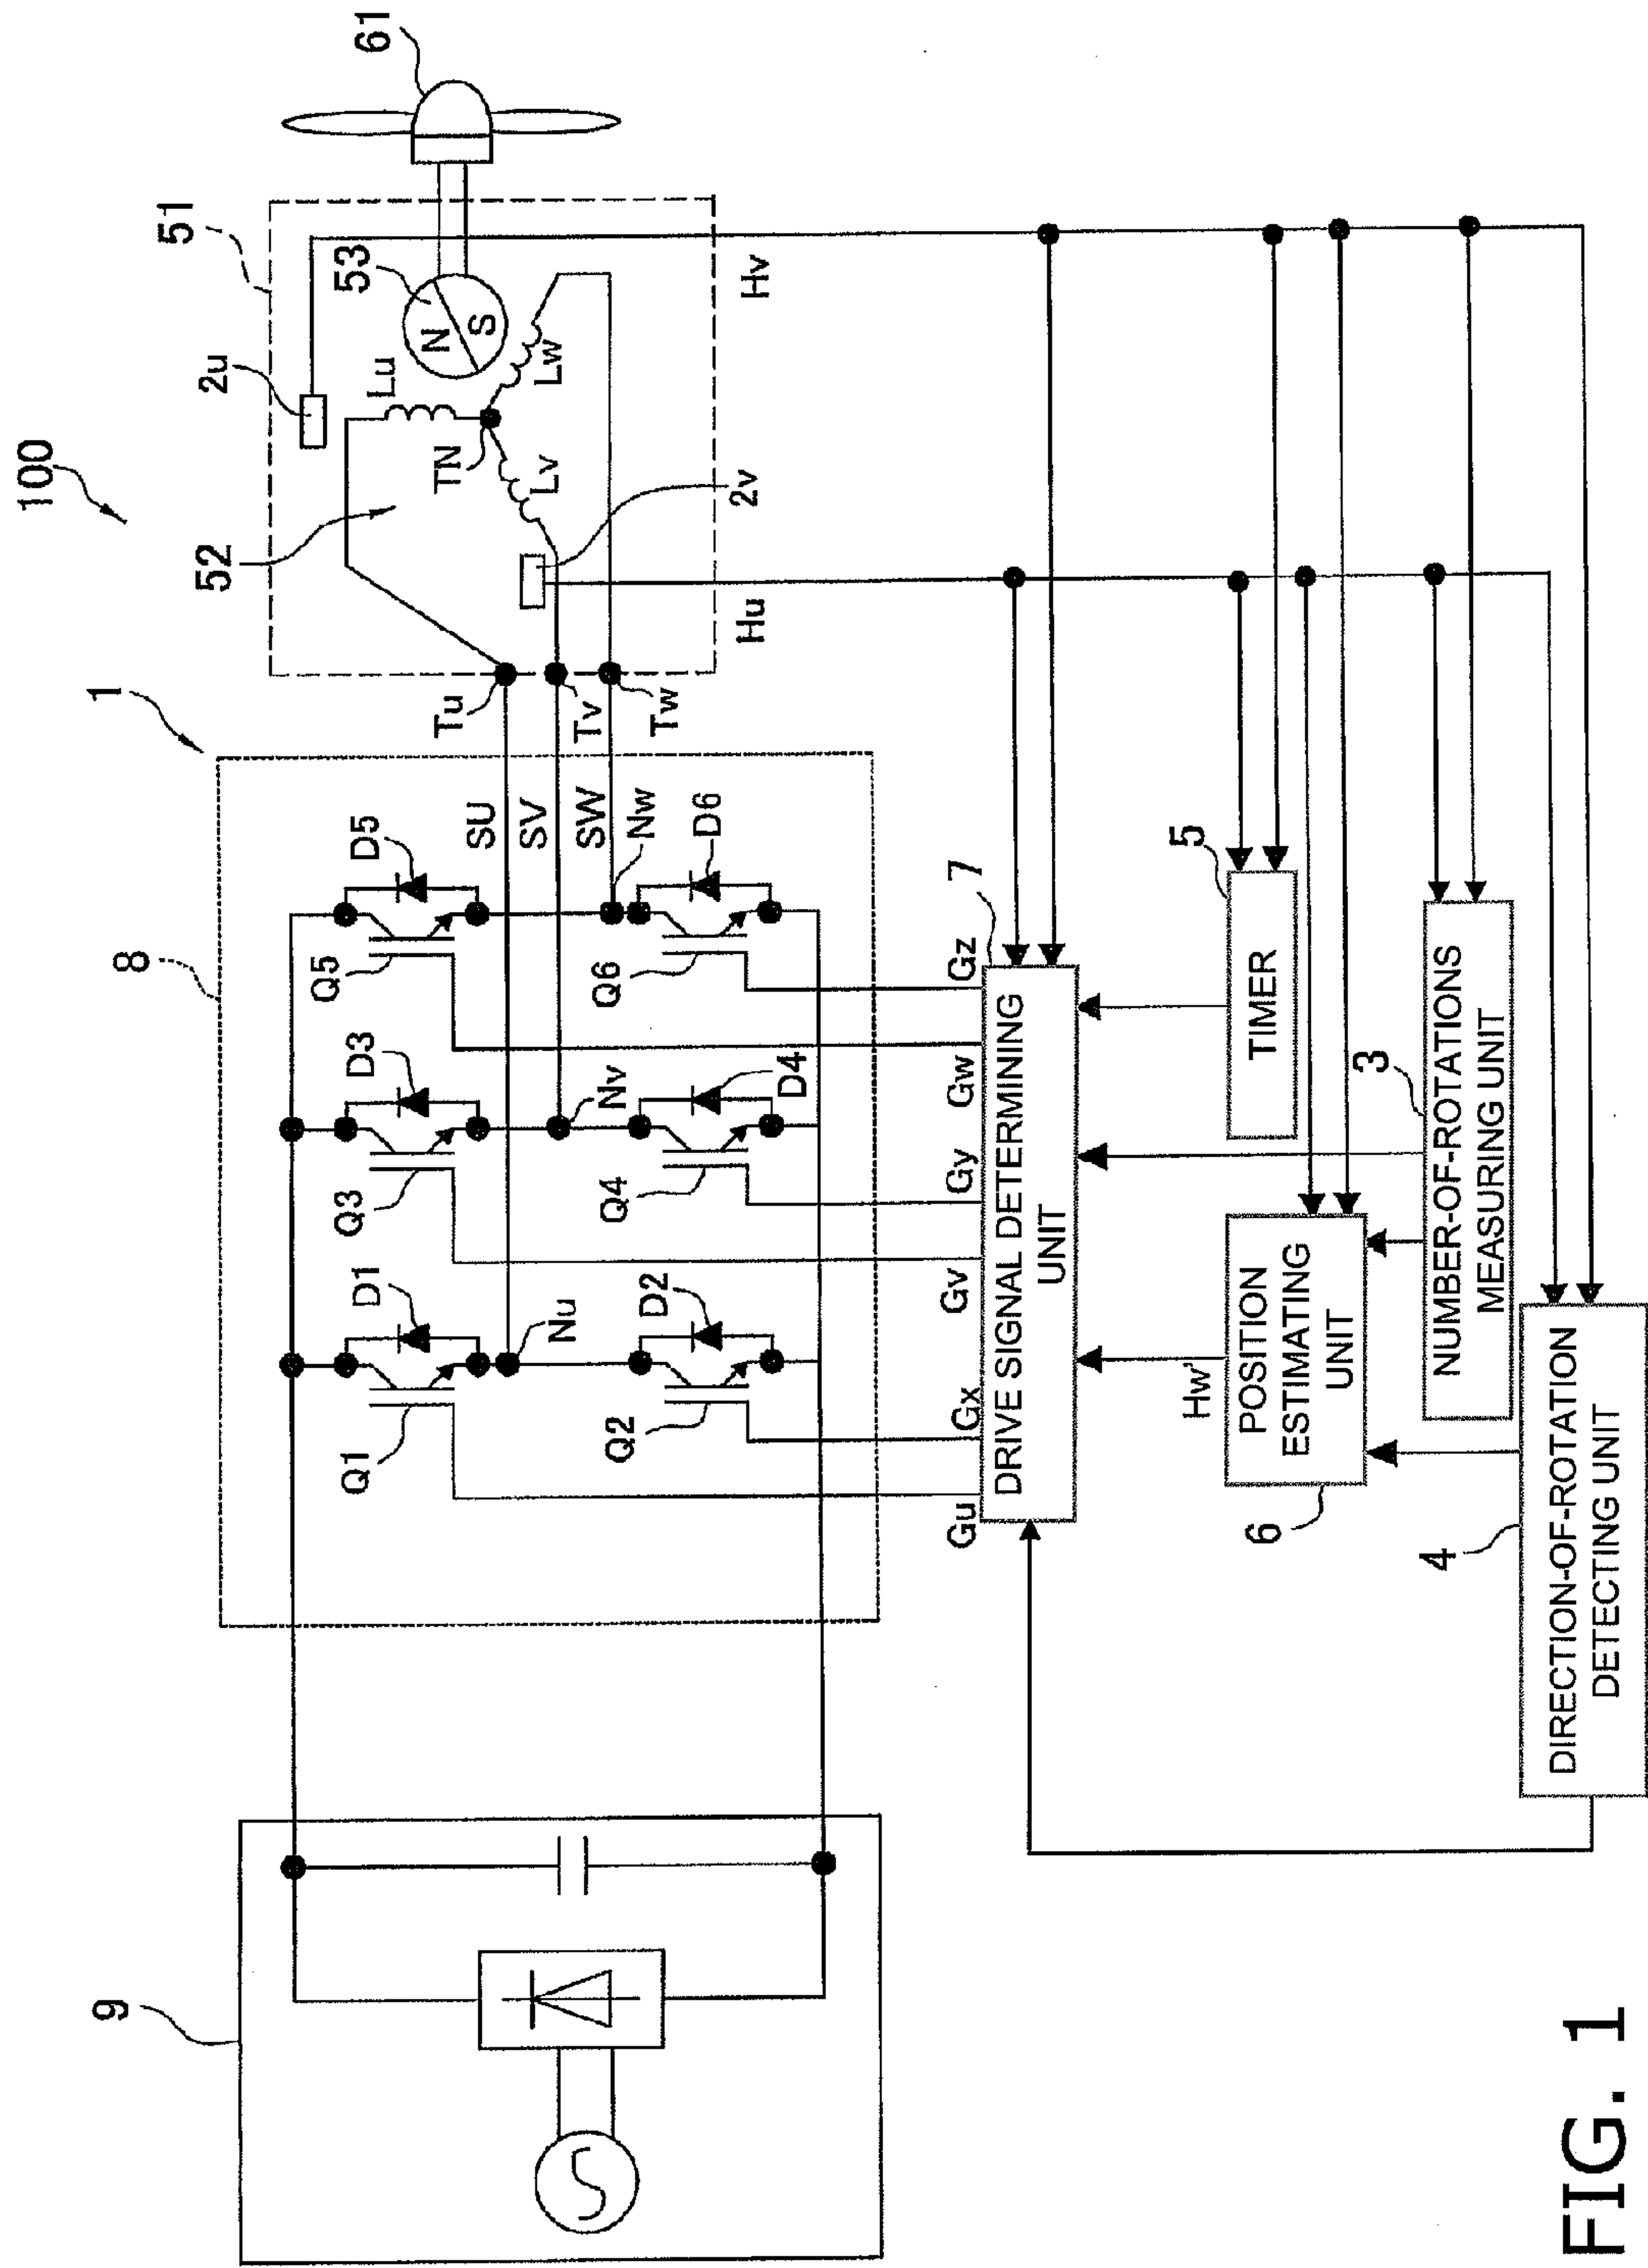 100
9
8
1
51
61
52
53
2u
Lu
N
S
TN
Lw
Lv
2v
Tu
Tv
Tw
Hu
Hv
SU
SV
SW
D1
D3
D5
Q1
Q3
Q5
Nu
Nv
Nw
D2
D4
D6
Q2
Q4
Q6
Gu
Gx
Gv
Gy
Gw
Gz
7
DRIVE SIGNAL DETERMINING
UNIT
Hw'
5
TIMER
POSITION
ESTIMATING
UNIT
6
3
NUMBER-OF-ROTATIONS
MEASURING UNIT
4
DIRECTION-OF-ROTATION
DETECTING UNIT
FIG. 1